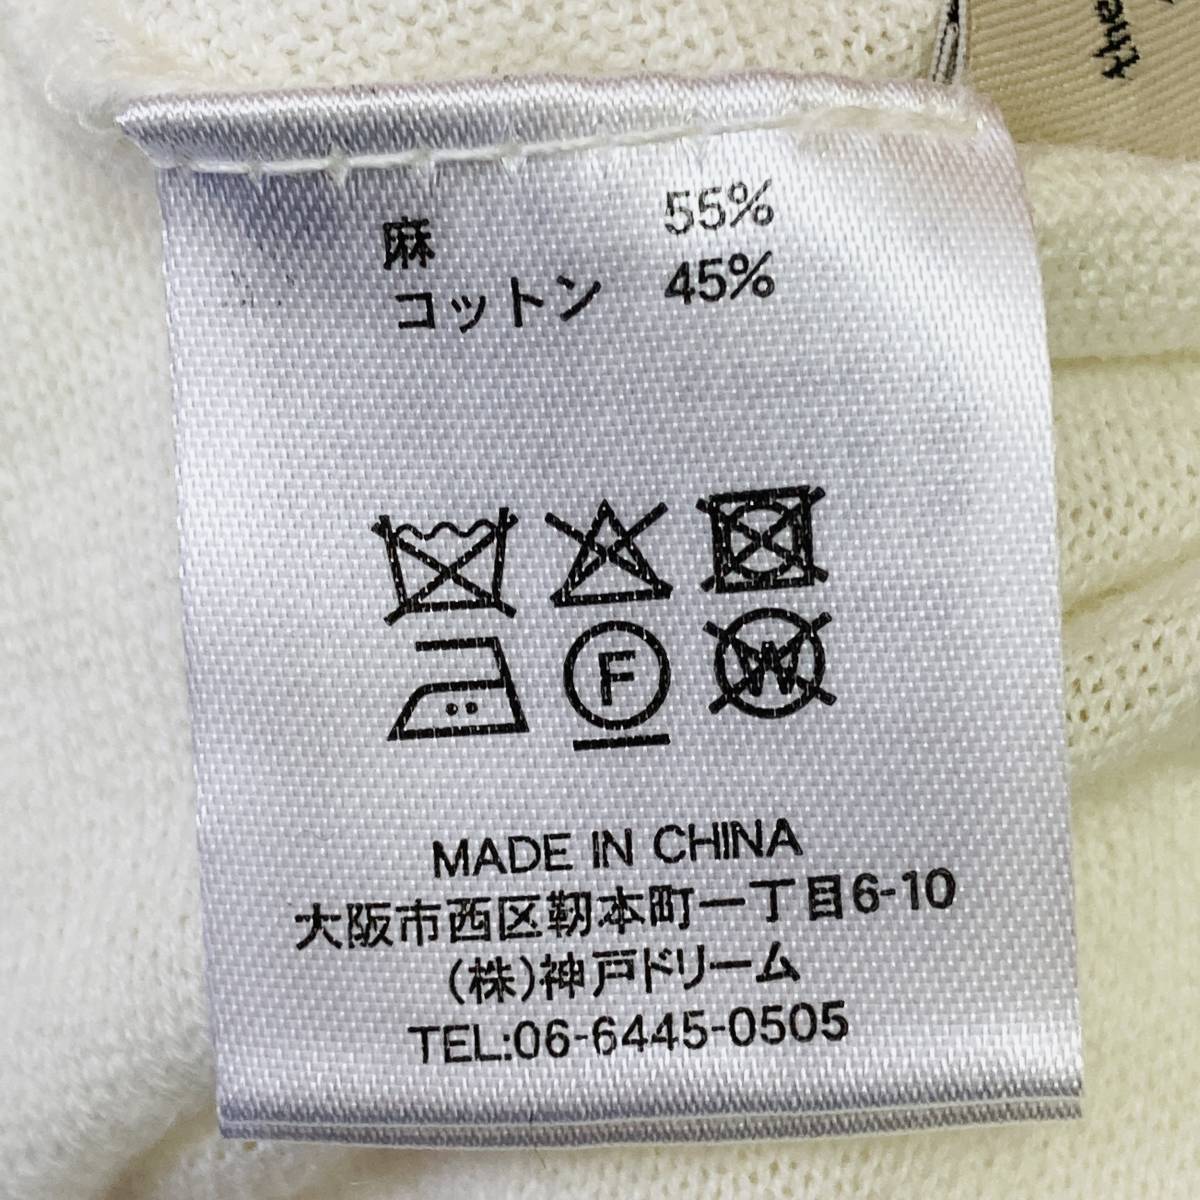 the
麻 55%
コットン 45%
F
W
MADE IN CHINA
大阪市西区靭本町一丁目6-10
(株)神戸ドリーム
TEL:06-6445-0505